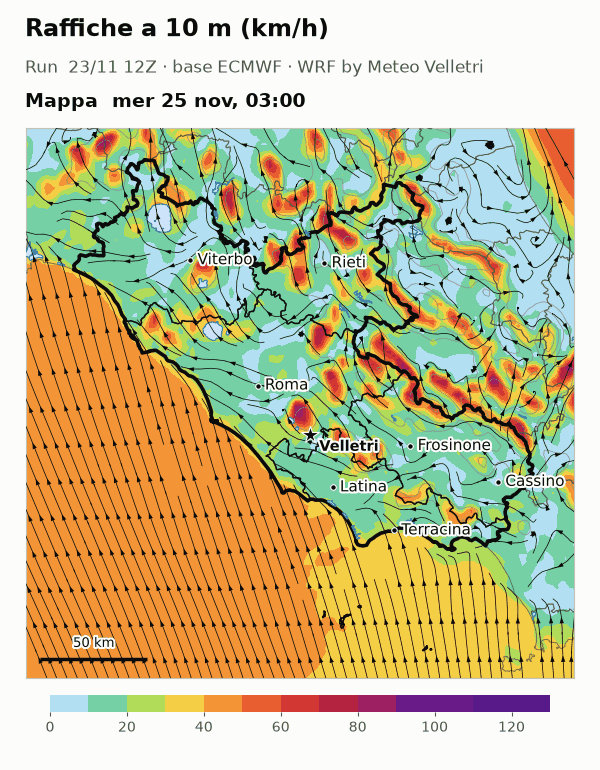 Raffiche a 10 m (km/h)
Run  23/11 12Z · base ECMWF · WRF by Meteo Velletri
Mappa  mer 25 nov, 03:00
Viterbo
Rieti
Roma
Velletri
Frosinone
Latina
Cassino
Terracina
50 km
0 20 40 60 80 100 120